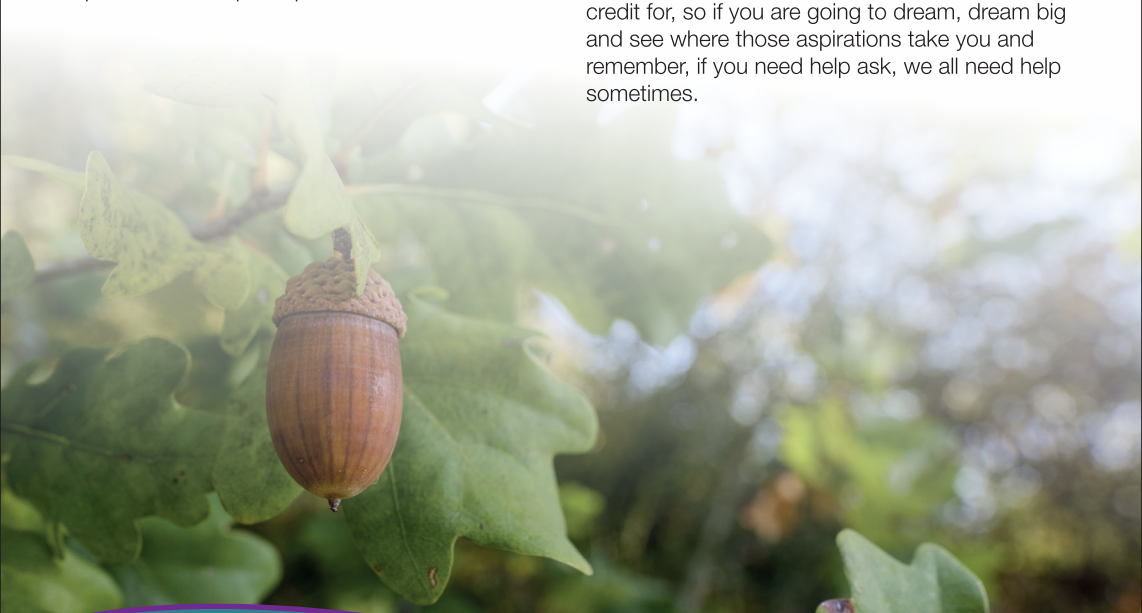 credit for, so if you are going to dream, dream big
and see where those aspirations take you and
remember, if you need help ask, we all need help
sometimes.